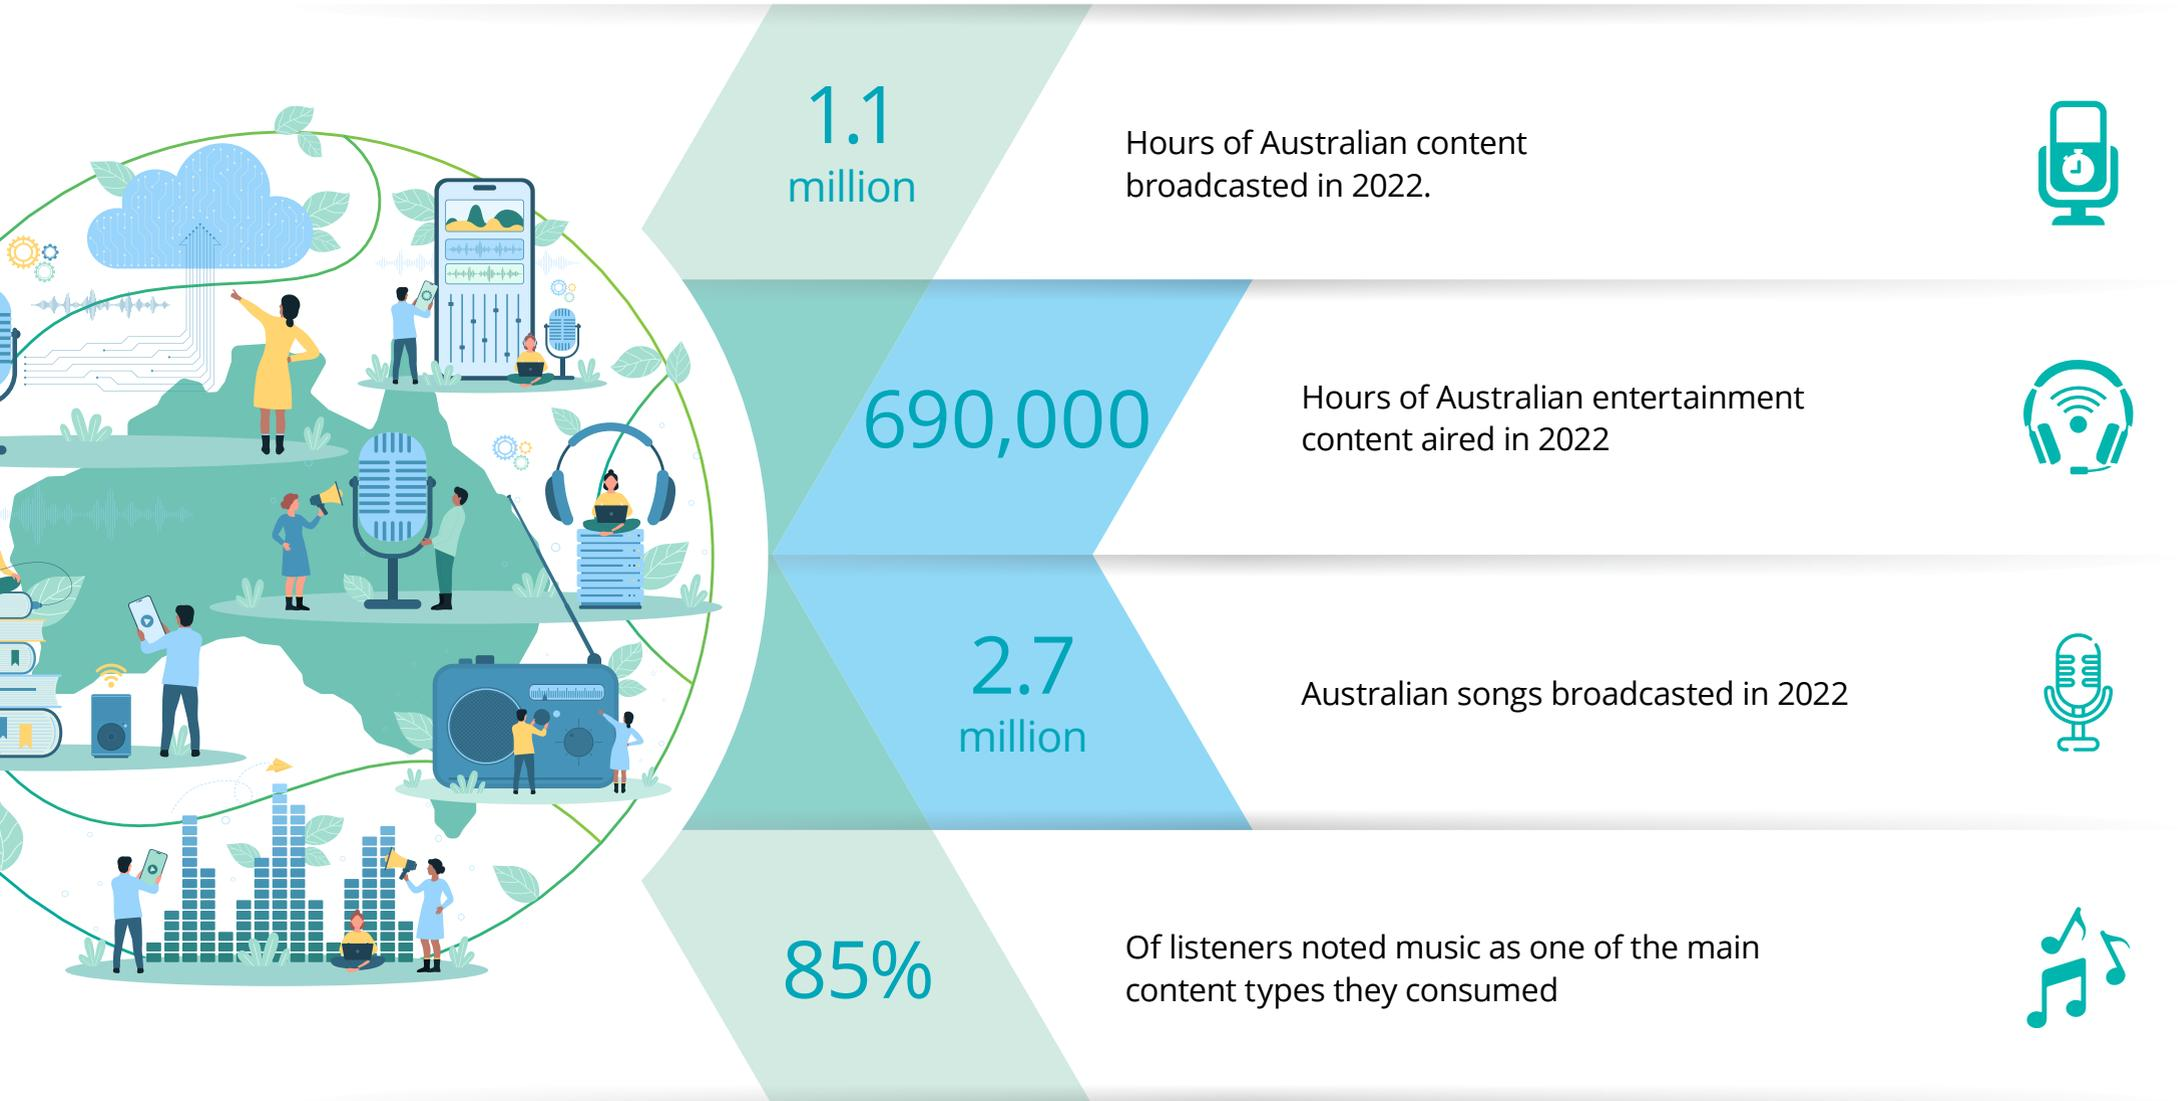 1.1
million
Hours of Australian content
broadcasted in 2022.
690,000
Hours of Australian entertainment
content aired in 2022
2.7
million
Australian songs broadcasted in 2022
85%
Of listeners noted music as one of the main
content types they consumed